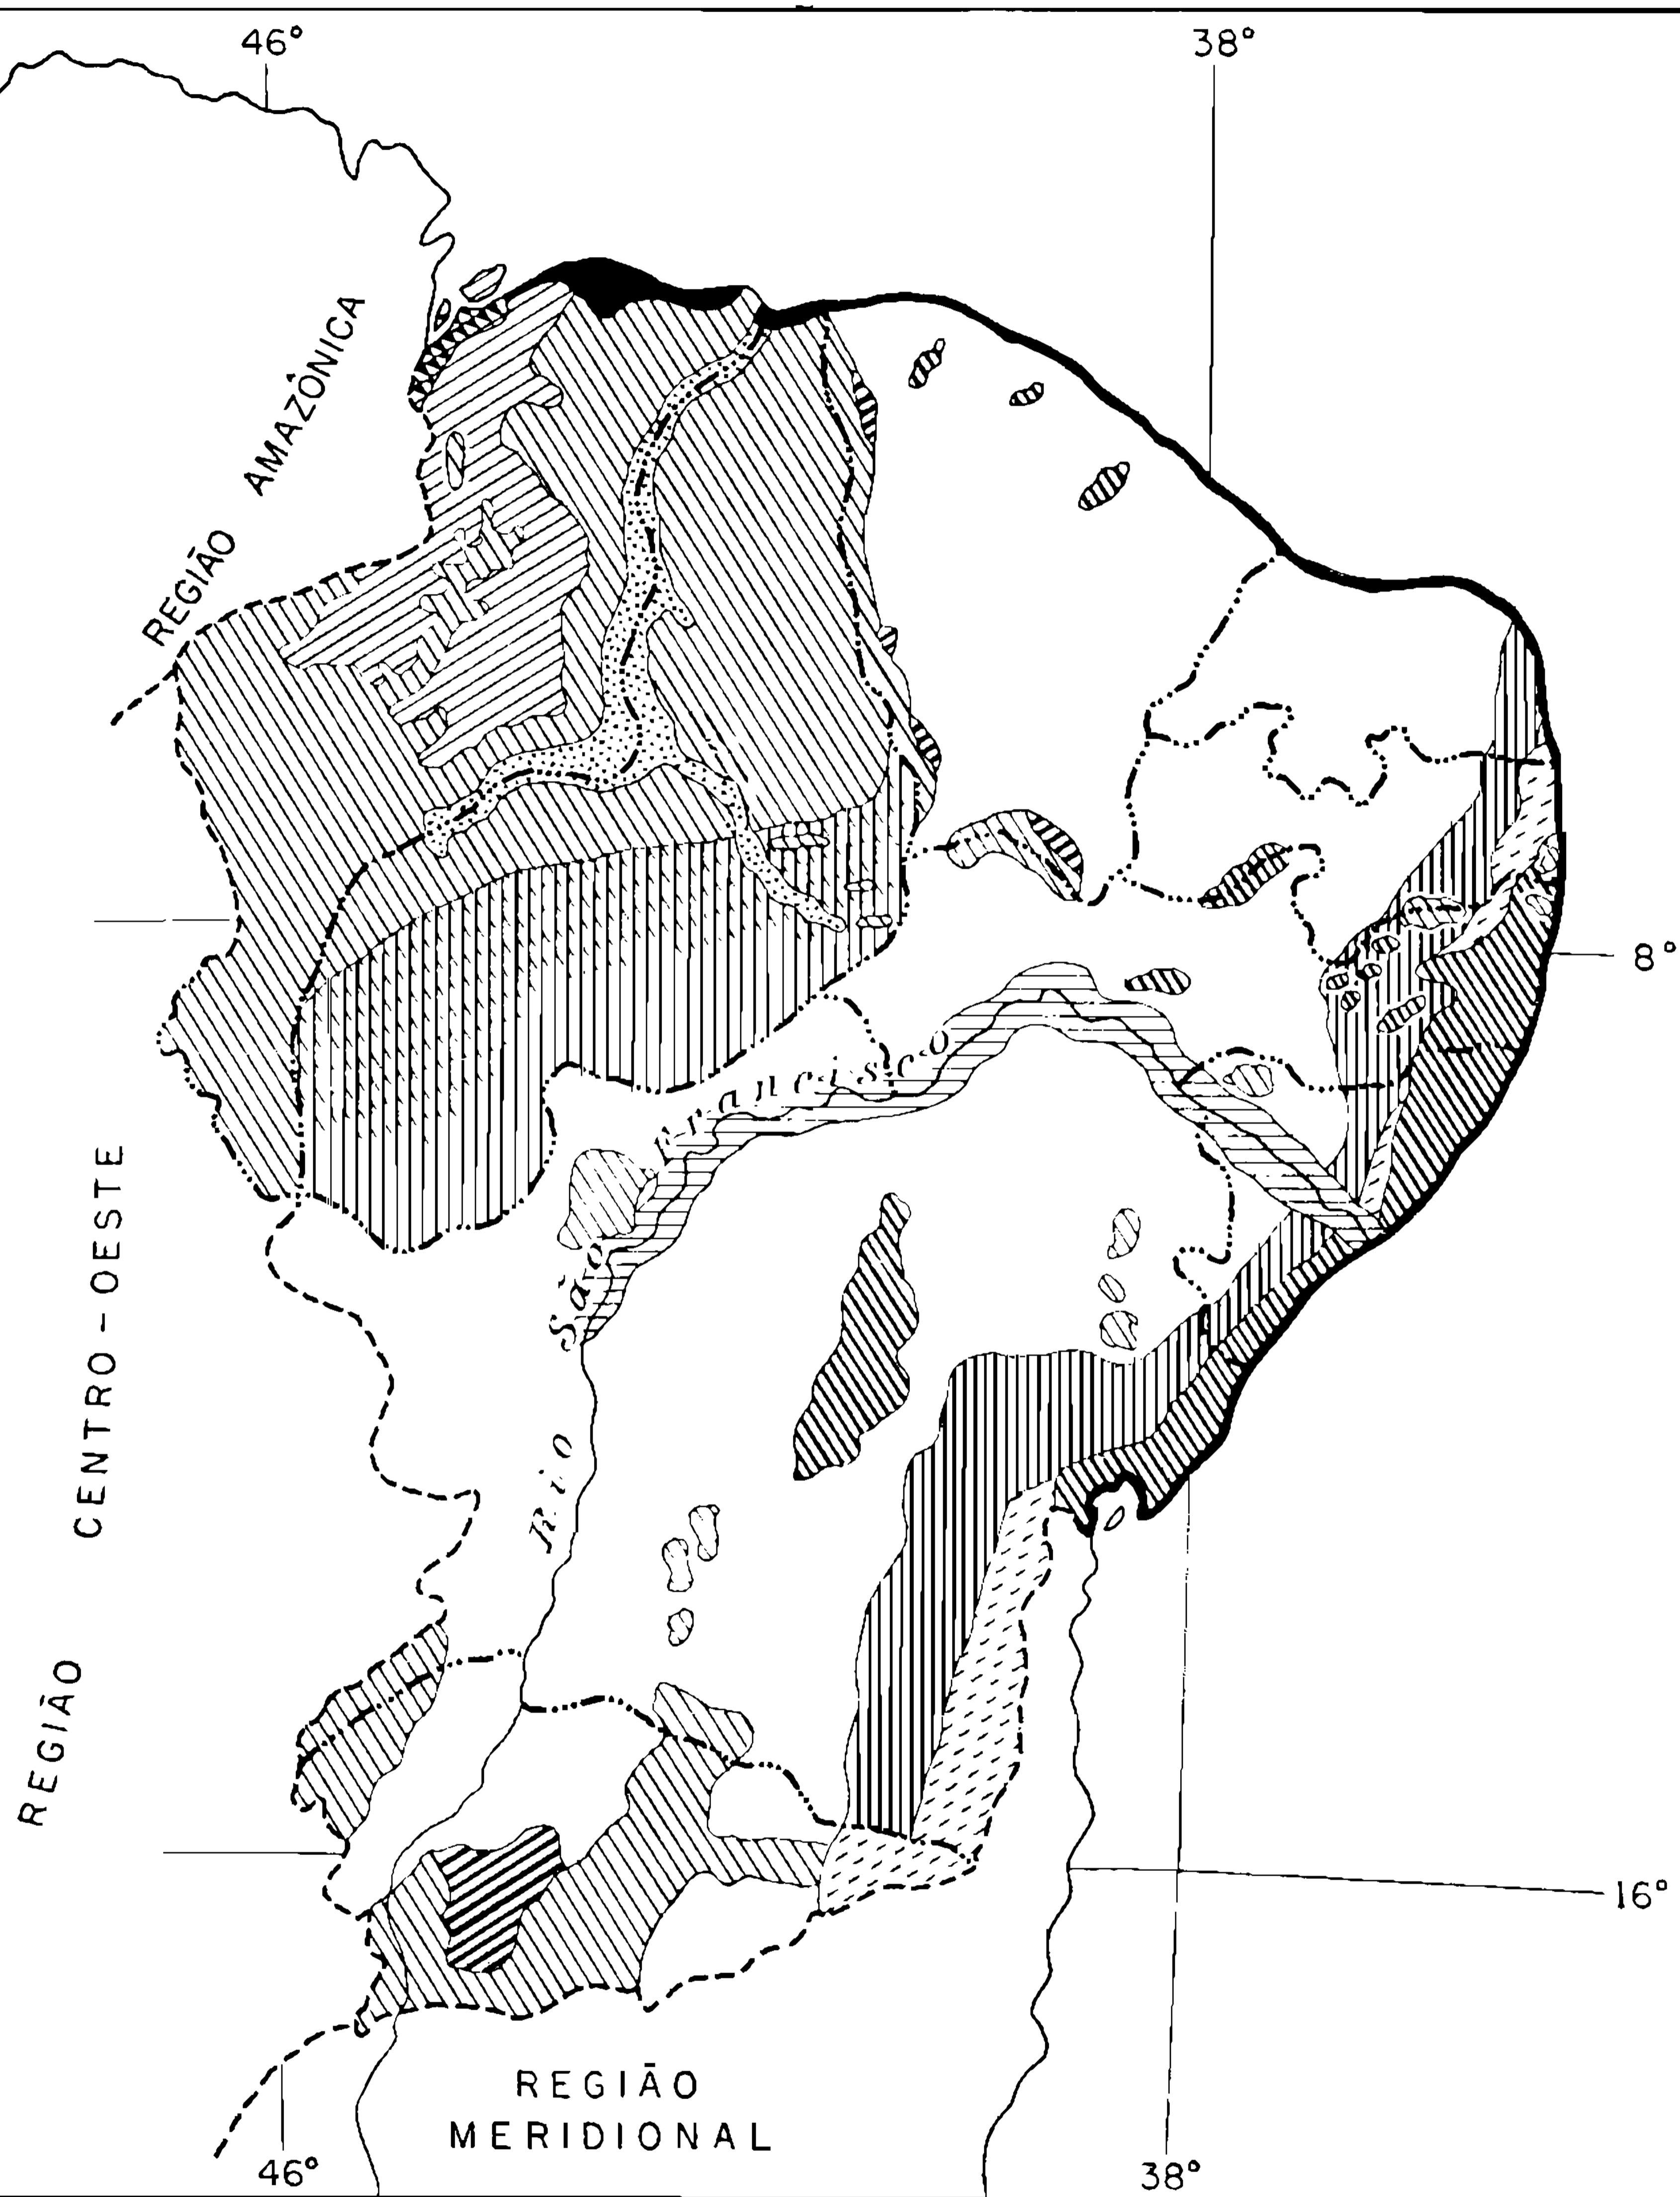 46° 38°
REGIÃO AMAZÔNICA
8°
Rio São Francisco
REGIÃO CENTRO-OESTE
16°
REGIÃO
MERIDIONAL
46° 38°